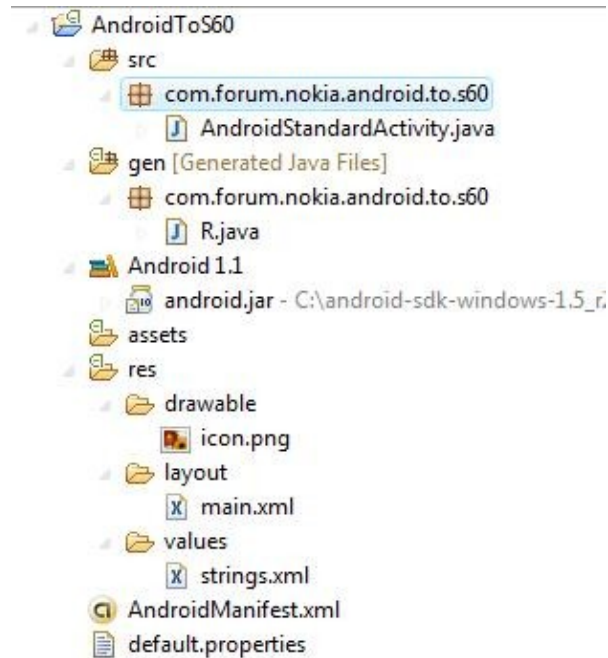 AndroidToS60
src
com.forum.nokia.android.to.s60
AndroidStandardActivity.java
gen [Generated Java Files]
com.forum.nokia.android.to.s60
R.java
Android 1.1
android.jar - C:\android-sdk-windows-1.5_r
assets
res
drawable
icon.png
layout
main.xml
values
strings.xml
AndroidManifest.xml
default.properties